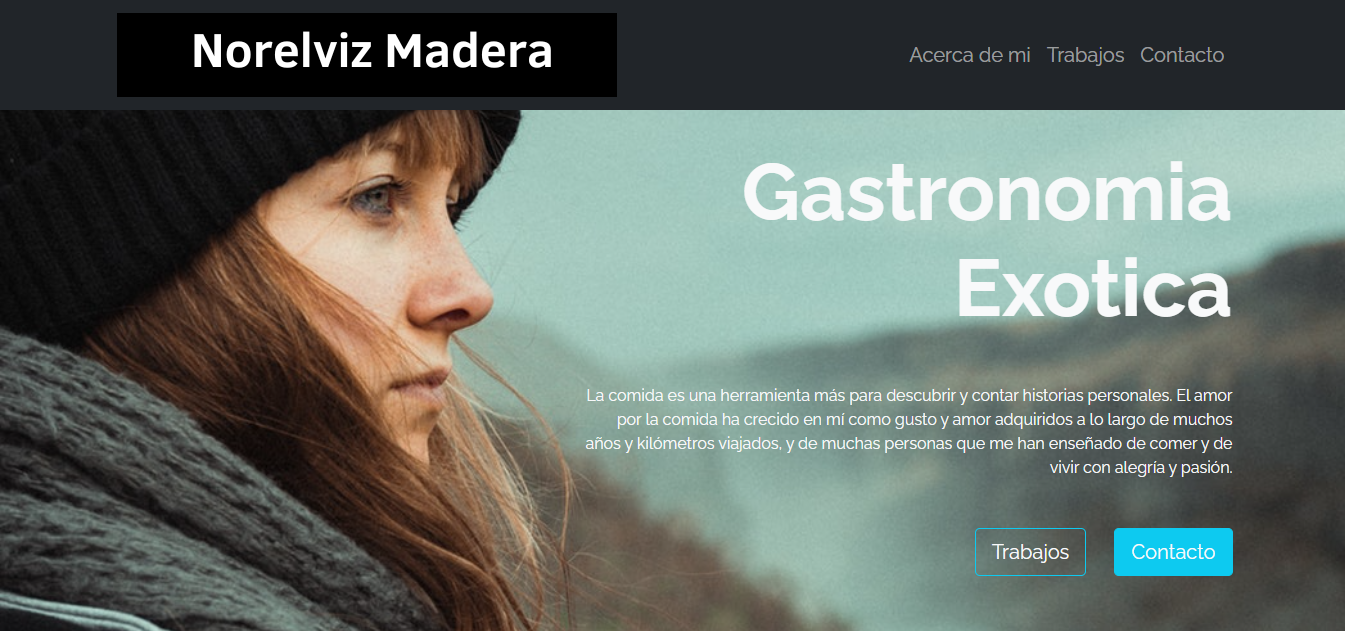 Norelviz Madera
Acerca de mi Trabajos Contacto
Gastronomia
Exotica
La comida es una herramienta más para descubrir y contar historias personales. El amor
por la comida ha crecido en mí como gusto y amor adquiridos a lo largo de muchos
años y kilómetros viajados, y de muchas personas que me han enseñado de comer y de
vivir con alegría y pasión.
Trabajos Contacto